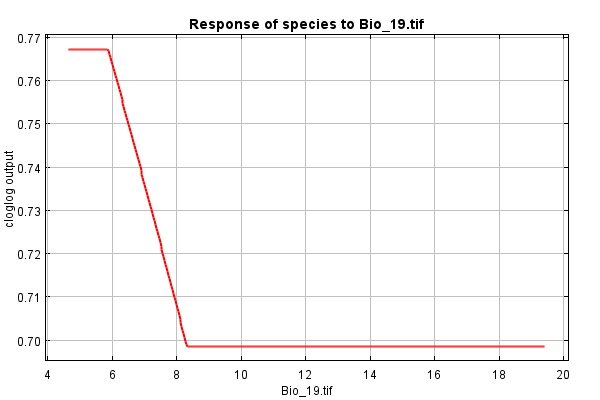 Response of species to Bio_19.tif
0.77
0.76
0.75
0.74
0.73
0.72
0.71
0.70
cloglog output
4 6 8 10 12 14 16 18 20
Bio_19.tif